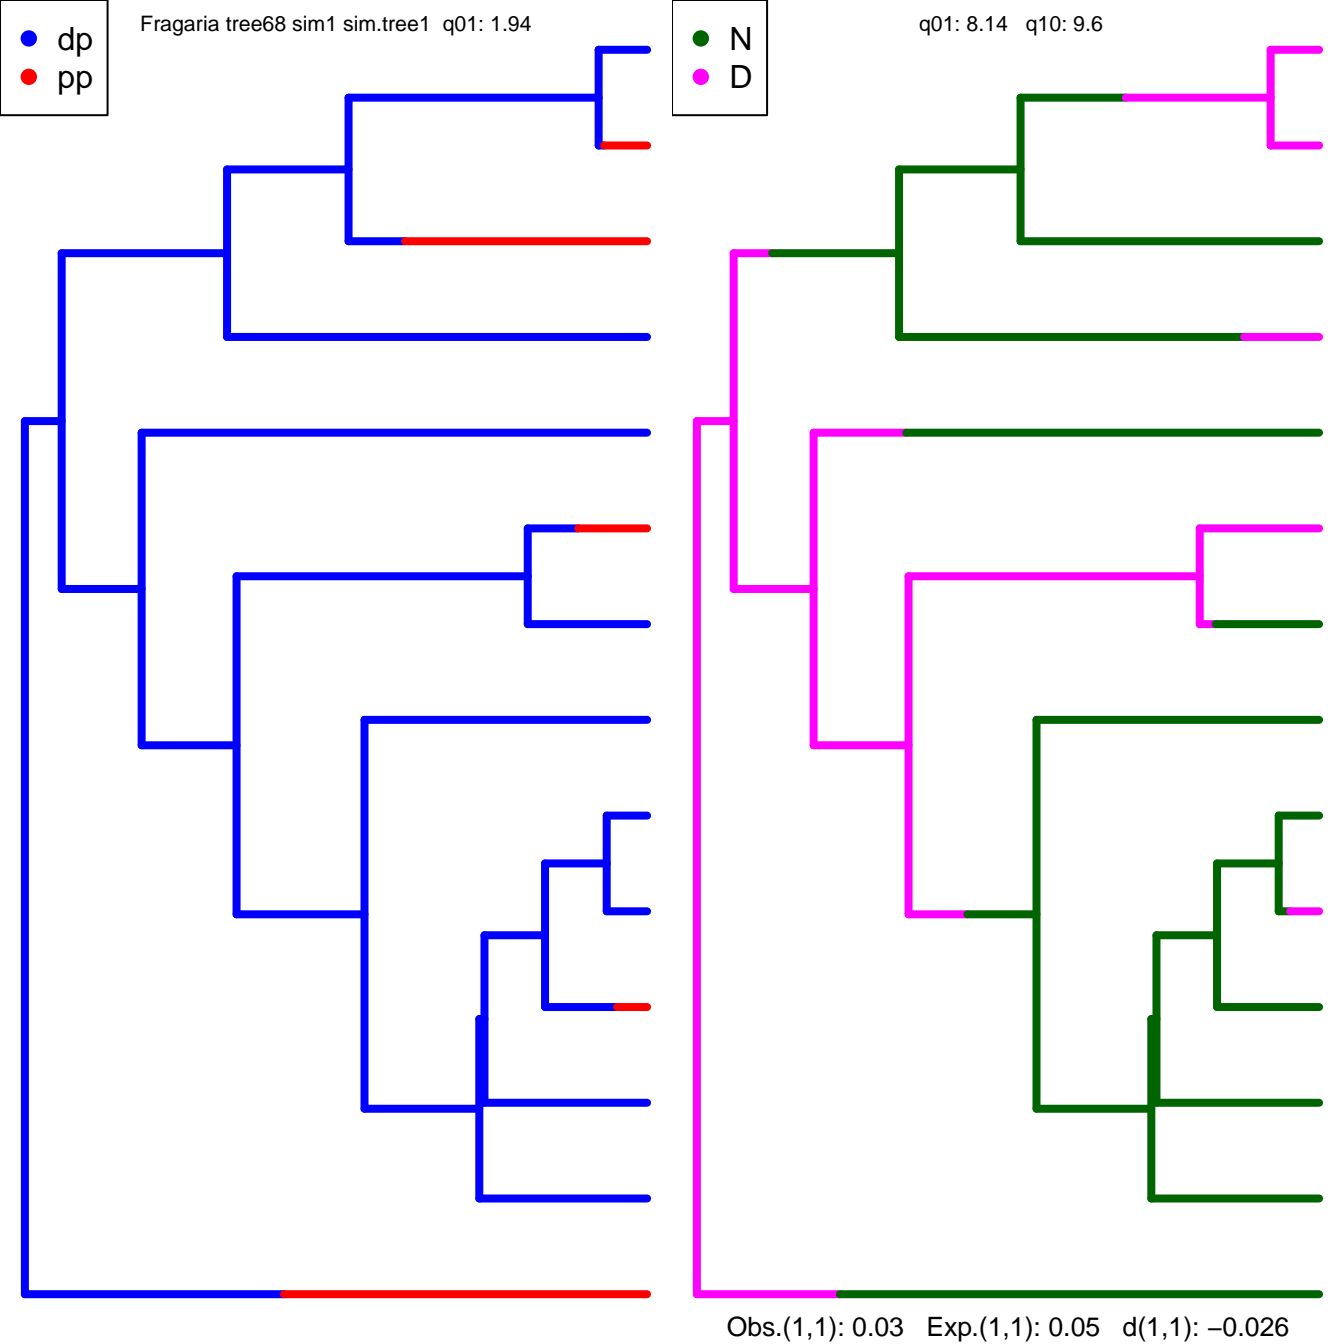 Fragaria tree68 sim1 sim.tree1 q01: 1.94
dp
pp
q01: 8.14 q10: 9.6
N
D
Obs.(1,1): 0.03 Exp.(1,1): 0.05 d(1,1): −0.026